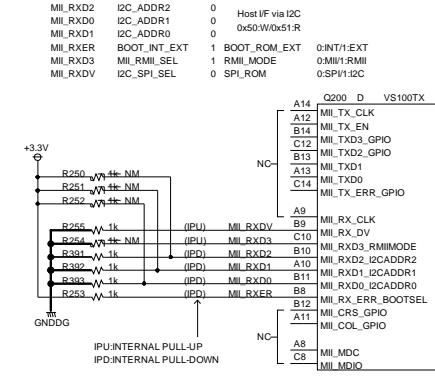 MII_RXD2 I2C_ADDR2 0
MII_RXD0 I2C_ADDR1 0
MII_RXD1 I2C_ADDR0 0
Host I/F via I2C
0x50:W/0x51:R
MII_RXER BOOT_INT_EXT 1 BOOT_ROM_EXT 0:INT/1:EXT
MII_RXD3 MII_RMII_SEL 1 RMII_MODE 0:MII/1:RMII
MII_RXDV I2C_SPI_SEL 0 SPI_ROM 0:SPI/1:I2C
Q200 D VS100TX
A14 MII_TX_CLK
A12 MII_TX_EN
B14 MII_TXD3_GPIO
C12 MII_TXD2_GPIO
B13 MII_TXD1
A13 MII_TXD0
C14 MII_TX_ERR_GPIO
NC
+3.3V
R250 1k NM
R251 1k NM
R252 1k NM
A9 MII_RX_CLK
R255 1k (IPU) MII_RXDV B9 MII_RX_DV
R254 1k NM (IPU) MII_RXD3 C10 MII_RXD3_RMIIMODE
R391 1k (IPD) MII_RXD2 B10 MII_RXD2_I2CADDR2
R392 1k (IPD) MII_RXD1 A10 MII_RXD1_I2CADDR1
R393 1k (IPD) MII_RXD0 B11 MII_RXD0_I2CADDR0
R253 1k (IPD) MII_RXER B8 MII_RX_ERR_BOOTSEL
B12 MII_CRS_GPIO
A11 MII_COL_GPIO
GNDDG
NC
A8 MII_MDC
C8 MII_MDIO
IPU:INTERNAL PULL-UP
IPD:INTERNAL PULL-DOWN